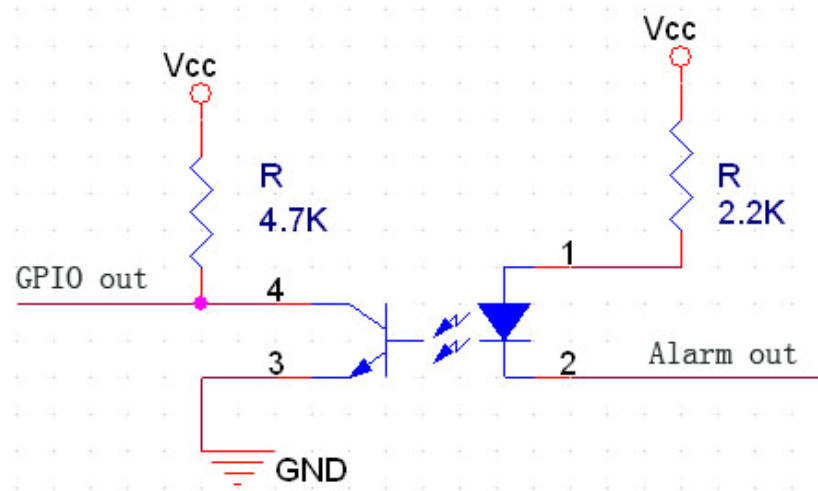 Vcc
Vcc
R
4.7K
R
2.2K
GPIO out
4
1
3
2
Alarm out
GND